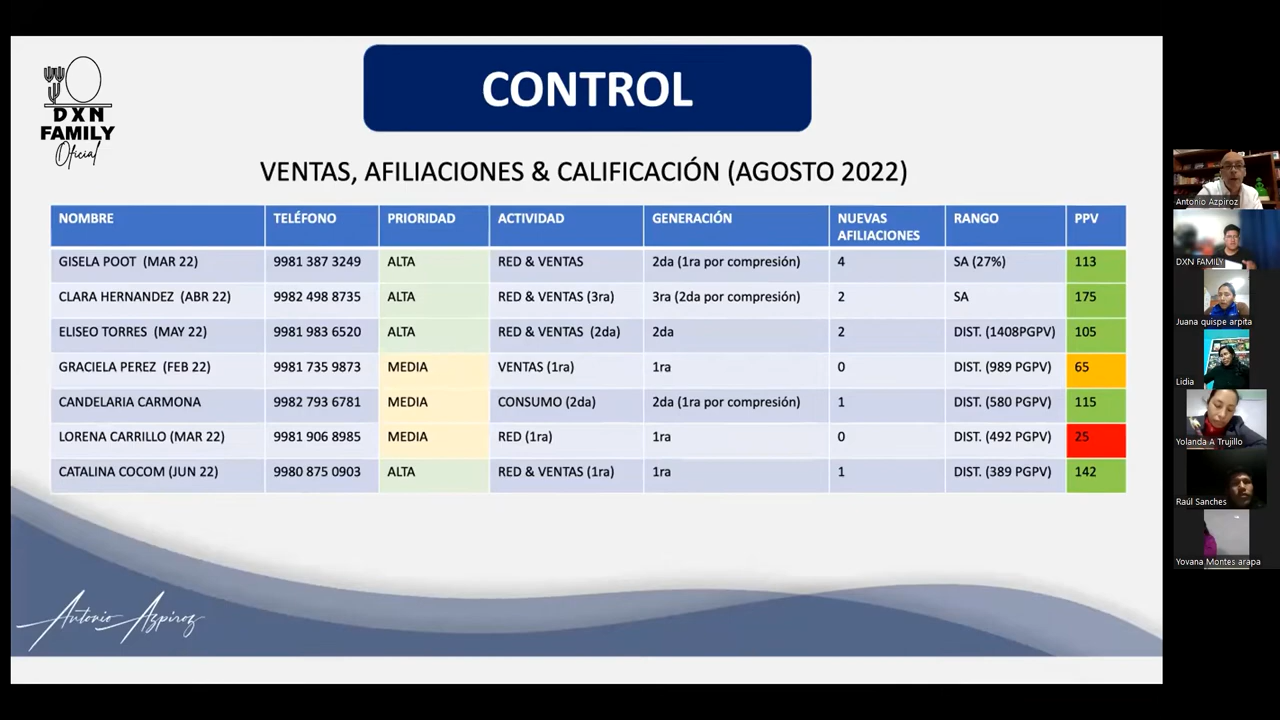 DXN
FAMILY
Oficial
CONTROL
VENTAS, AFILIACIONES & CALIFICACIÓN (AGOSTO 2022)
NOMBRE TELÉFONO PRIORIDAD ACTIVIDAD GENERACIÓN NUEVAS AFILIACIONES RANGO PPV
GISELA POOT (MAR 22) 9981 387 3249 ALTA RED & VENTAS 2da (1ra por compresión) 4 SA (27%) 113
CLARA HERNANDEZ (ABR 22) 9982 498 8735 ALTA RED & VENTAS (3ra) 3ra (2da por compresión) 2 SA 175
ELISEO TORRES (MAY 22) 9981 983 6520 ALTA RED & VENTAS (2da) 2da 2 DIST. (1408PGPV) 105
GRACIELA PEREZ (FEB 22) 9981 735 9873 MEDIA VENTAS (1ra) 1ra 0 DIST. (989 PGPV) 65
CANDELARIA CARMONA 9982 793 6781 MEDIA CONSUMO (2da) 2da (1ra por compresión) 1 DIST. (580 PGPV) 115
LORENA CARRILLO (MAR 22) 9981 906 8985 MEDIA RED (1ra) 1ra 0 DIST. (492 PGPV) 25
CATALINA COCOM (JUN 22) 9980 875 0903 ALTA RED & VENTAS (1ra) 1ra 1 DIST. (389 PGPV) 142
Antonio Azpiroz
Antonio Azpiroz
DXN FAMILY
Juana quispe arpita
Lidia
Yolanda A Trujillo
Raúl Sanches
Yovana Montes arapa